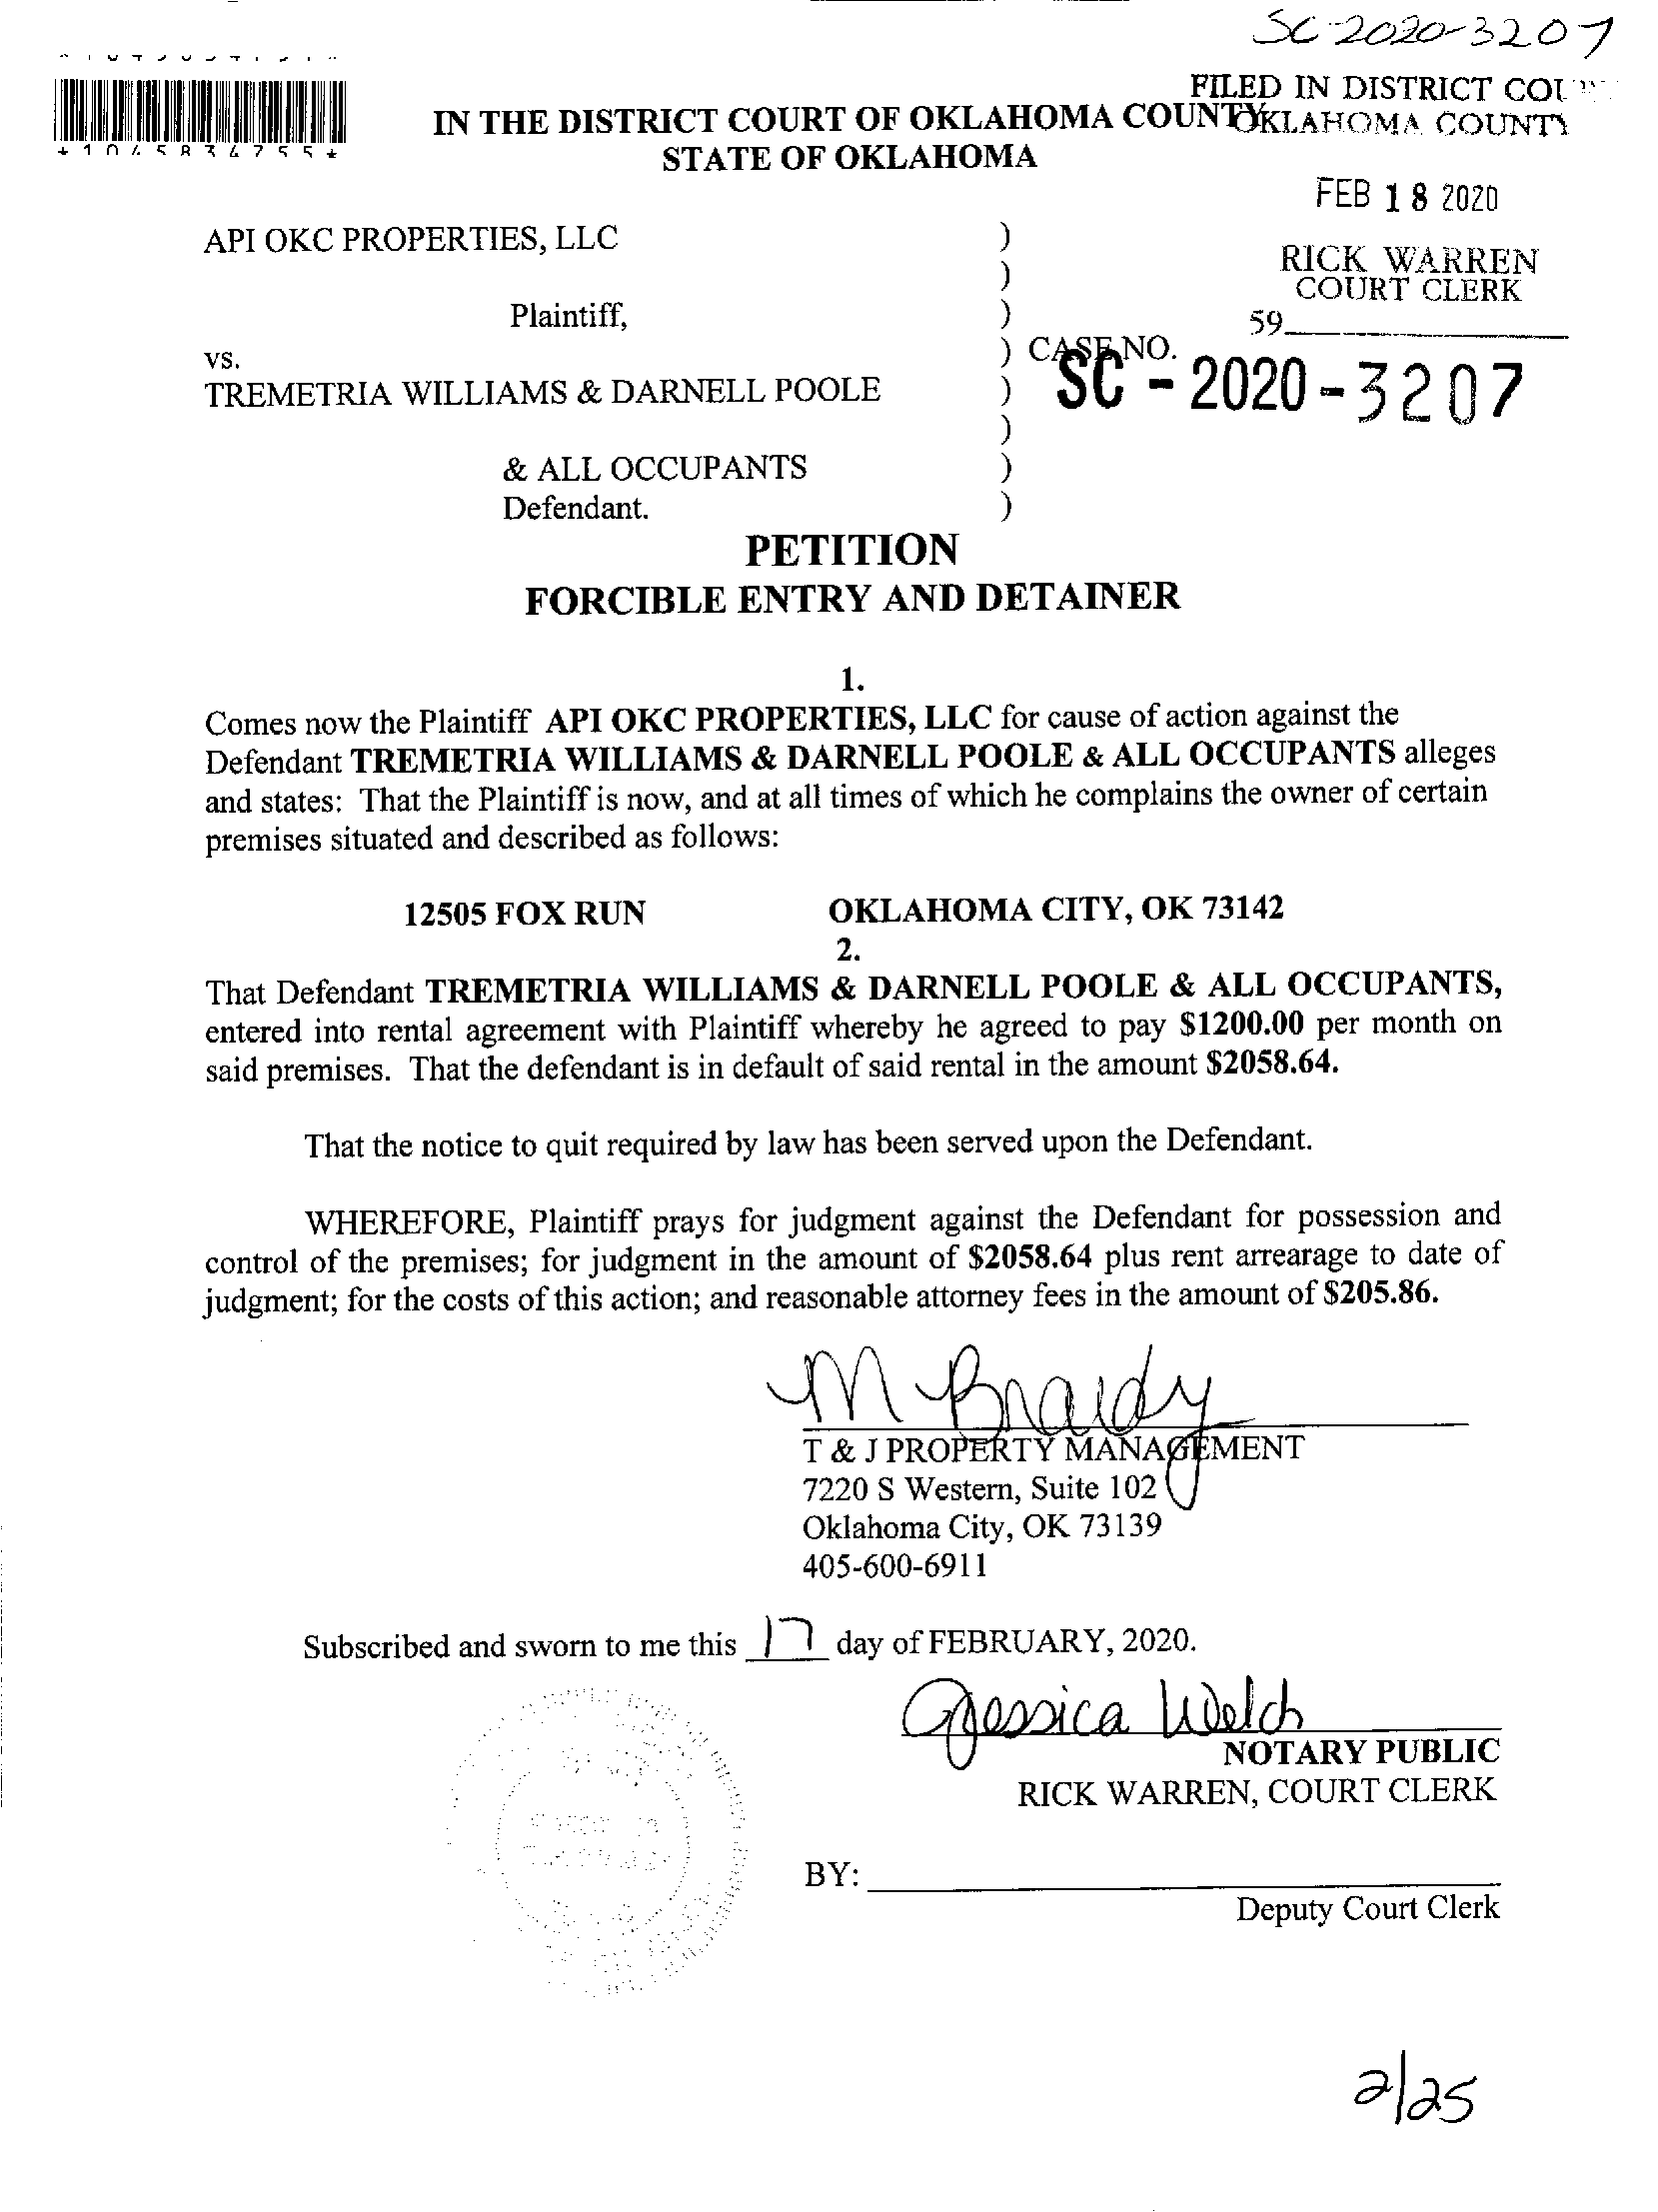 SC-2020-3207
FILED IN DISTRICT
OKLAHOMA COUNTY
IN THE DISTRICT COURT OF OKLAHOMA COUNTY
*1045834755*
STATE OF OKLAHOMA
FEB 18 2020
API OKC PROPERTIES, LLC )
)
RICK WARREN
COURT CLERK
Plaintiff, )
59
vs. ) CASE NO.
SC-2020-3207
TREMETRIA WILLIAMS & DARNELL POOLE )
)
& ALL OCCUPANTS )
Defendant. )
PETITION
FORCIBLE ENTRY AND DETAINER
1.
Comes now the Plaintiff API OKC PROPERTIES, LLC for cause of action against the
Defendant TREMETRIA WILLIAMS & DARNELL POOLE & ALL OCCUPANTS alleges
and states: That the Plaintiff is now, and at all times of which he complains the owner of certain
premises situated and described as follows:
12505 FOX RUN OKLAHOMA CITY, OK 73142
2.
That Defendant TREMETRIA WILLIAMS & DARNELL POOLE & ALL OCCUPANTS,
entered into rental agreement with Plaintiff whereby he agreed to pay $1200.00 per month on
said premises. That the defendant is in default of said rental in the amount $2058.64.
That the notice to quit required by law has been served upon the Defendant.
WHEREFORE, Plaintiff prays for judgment against the Defendant for possession and
control of the premises; for judgment in the amount of $2058.64 plus rent arrearage to date of
judgment; for the costs of this action; and reasonable attorney fees in the amount of $205.86.
M Braidy
T & J PROPERTY MANAGEMENT
7220 S Western, Suite 102
Oklahoma City, OK 73139
405-600-6911
Subscribed and sworn to me this 17 day of FEBRUARY, 2020.
Jessica Welch
NOTARY PUBLIC
RICK WARREN, COURT CLERK
BY:
Deputy Court Clerk
2/25